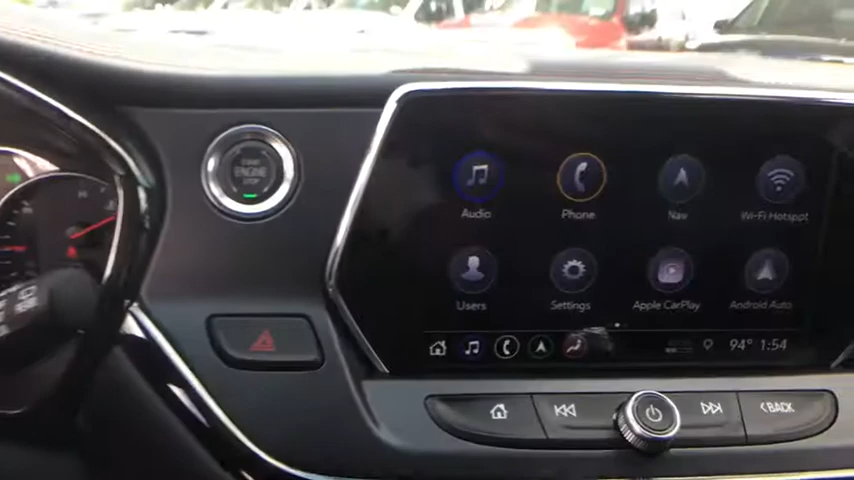 START
ENGINE
STOP
H
Audio
Phone
Nav
Wi-Fi Hotspot
Users
Settings
Apple CarPlay
Android Auto
94° 1:54
BACK